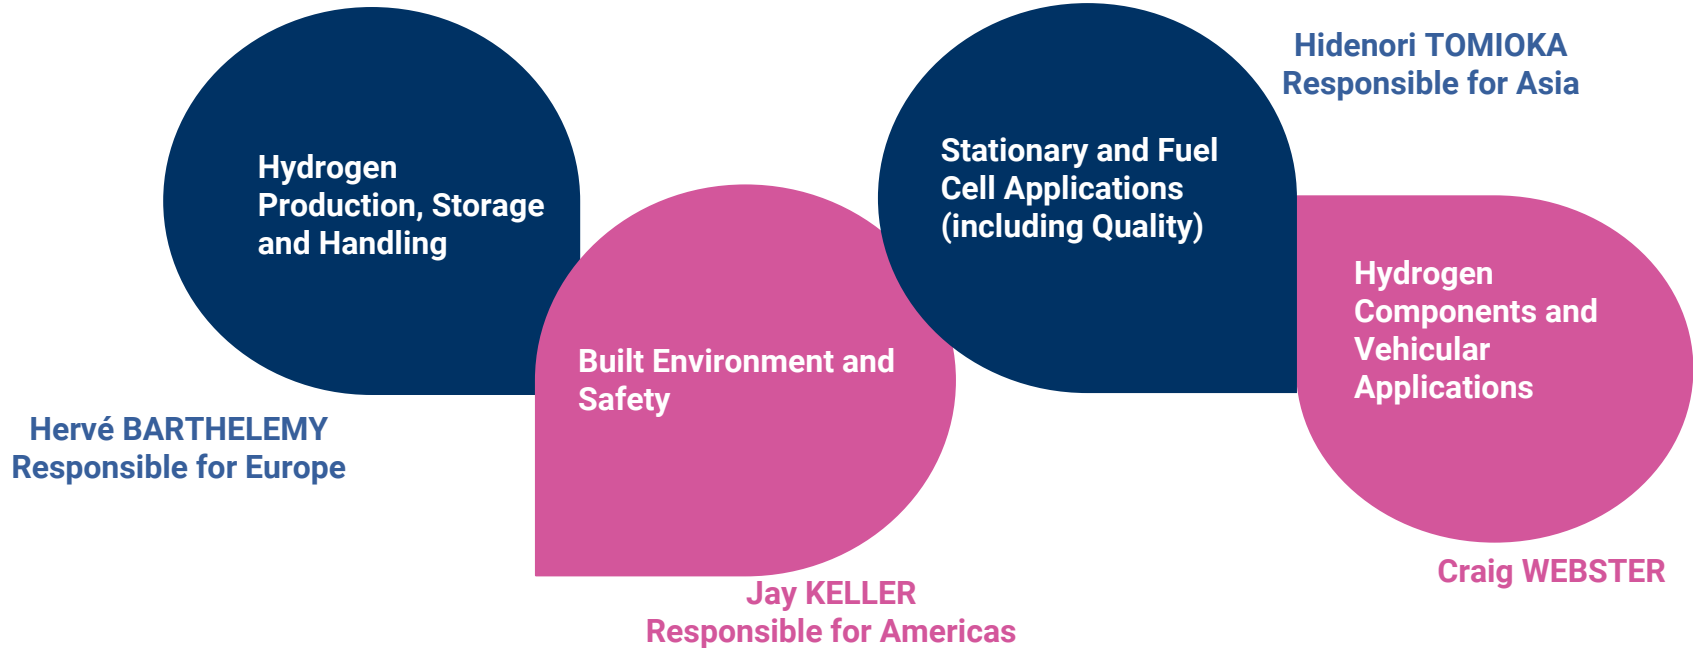 Hydrogen
Production, Storage
and Handling
Hervé BARTHELEMY
Responsible for Europe
Built Environment and
Safety
Jay KELLER
Responsible for Americas
Stationary and Fuel
Cell Applications
(including Quality)
Hidenori TOMIOKA
Responsible for Asia
Hydrogen
Components and
Vehicular
Applications
Craig WEBSTER